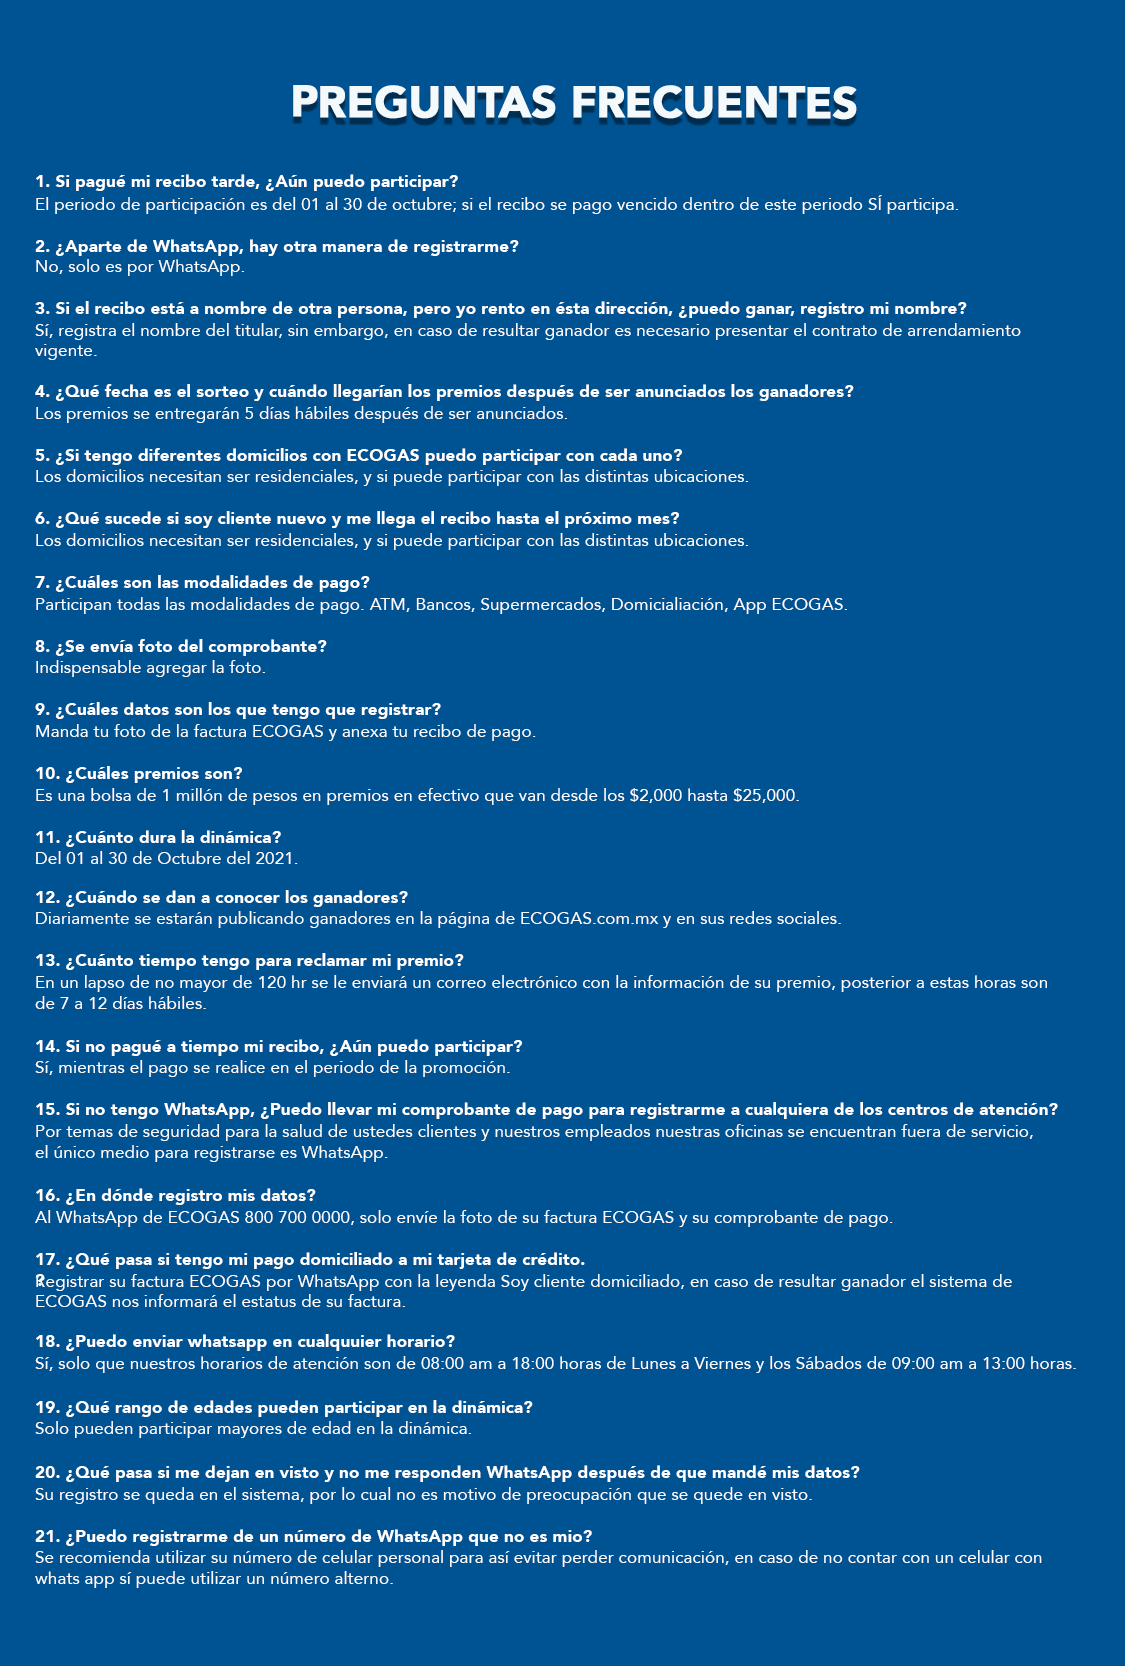 PREGUNTAS FRECUENTES
1. Si pagué mi recibo tarde, ¿Aún puedo participar?
El periodo de participación es del 01 al 30 de octubre; si el recibo se pago vencido dentro de este periodo SÍ participa.
2. ¿Aparte de WhatsApp, hay otra manera de registrarme?
No, solo es por WhatsApp.
3. Si el recibo está a nombre de otra persona, pero yo rento en ésta dirección, ¿puedo ganar, registro mi nombre?
Sí, registra el nombre del titular, sin embargo, en caso de resultar ganador es necesario presentar el contrato de arrendamiento
vigente.
4. ¿Qué fecha es el sorteo y cuándo llegarían los premios después de ser anunciados los ganadores?
Los premios se entregarán 5 días hábiles después de ser anunciados.
5. ¿Si tengo diferentes domicilios con ECOGAS puedo participar con cada uno?
Los domicilios necesitan ser residenciales, y si puede participar con las distintas ubicaciones.
6. ¿Qué sucede si soy cliente nuevo y me llega el recibo hasta el próximo mes?
Los domicilios necesitan ser residenciales, y si puede participar con las distintas ubicaciones.
7. ¿Cuáles son las modalidades de pago?
Participan todas las modalidades de pago. ATM, Bancos, Supermercados, Domicialiación, App ECOGAS.
8. ¿Se envía foto del comprobante?
Indispensable agregar la foto.
9. ¿Cuáles datos son los que tengo que registrar?
Manda tu foto de la factura ECOGAS y anexa tu recibo de pago.
10. ¿Cuáles premios son?
Es una bolsa de 1 millón de pesos en premios en efectivo que van desde los $2,000 hasta $25,000.
11. ¿Cuánto dura la dinámica?
Del 01 al 30 de Octubre del 2021.
12. ¿Cuándo se dan a conocer los ganadores?
Diariamente se estarán publicando ganadores en la página de ECOGAS.com.mx y en sus redes sociales.
13. ¿Cuánto tiempo tengo para reclamar mi premio?
En un lapso de no mayor de 120 hr se le enviará un correo electrónico con la información de su premio, posterior a estas horas son
de 7 a 12 días hábiles.
14. Si no pagué a tiempo mi recibo, ¿Aún puedo participar?
Sí, mientras el pago se realice en el periodo de la promoción.
15. Si no tengo WhatsApp, ¿Puedo llevar mi comprobante de pago para registrarme a cualquiera de los centros de atención?
Por temas de seguridad para la salud de ustedes clientes y nuestros empleados nuestras oficinas se encuentran fuera de servicio,
el único medio para registrarse es WhatsApp.
16. ¿En dónde registro mis datos?
Al WhatsApp de ECOGAS 800 700 0000, solo envíe la foto de su factura ECOGAS y su comprobante de pago.
17. ¿Qué pasa si tengo mi pago domiciliado a mi tarjeta de crédito.
?
Registrar su factura ECOGAS por WhatsApp con la leyenda Soy cliente domiciliado, en caso de resultar ganador el sistema de
ECOGAS nos informará el estatus de su factura.
18. ¿Puedo enviar whatsapp en cualquuier horario?
Sí, solo que nuestros horarios de atención son de 08:00 am a 18:00 horas de Lunes a Viernes y los Sábados de 09:00 am a 13:00 horas.
19. ¿Qué rango de edades pueden participar en la dinámica?
Solo pueden participar mayores de edad en la dinámica.
20. ¿Qué pasa si me dejan en visto y no me responden WhatsApp después de que mandé mis datos?
Su registro se queda en el sistema, por lo cual no es motivo de preocupación que se quede en visto.
21. ¿Puedo registrarme de un número de WhatsApp que no es mio?
Se recomienda utilizar su número de celular personal para así evitar perder comunicación, en caso de no contar con un celular con
whats app sí puede utilizar un número alterno.